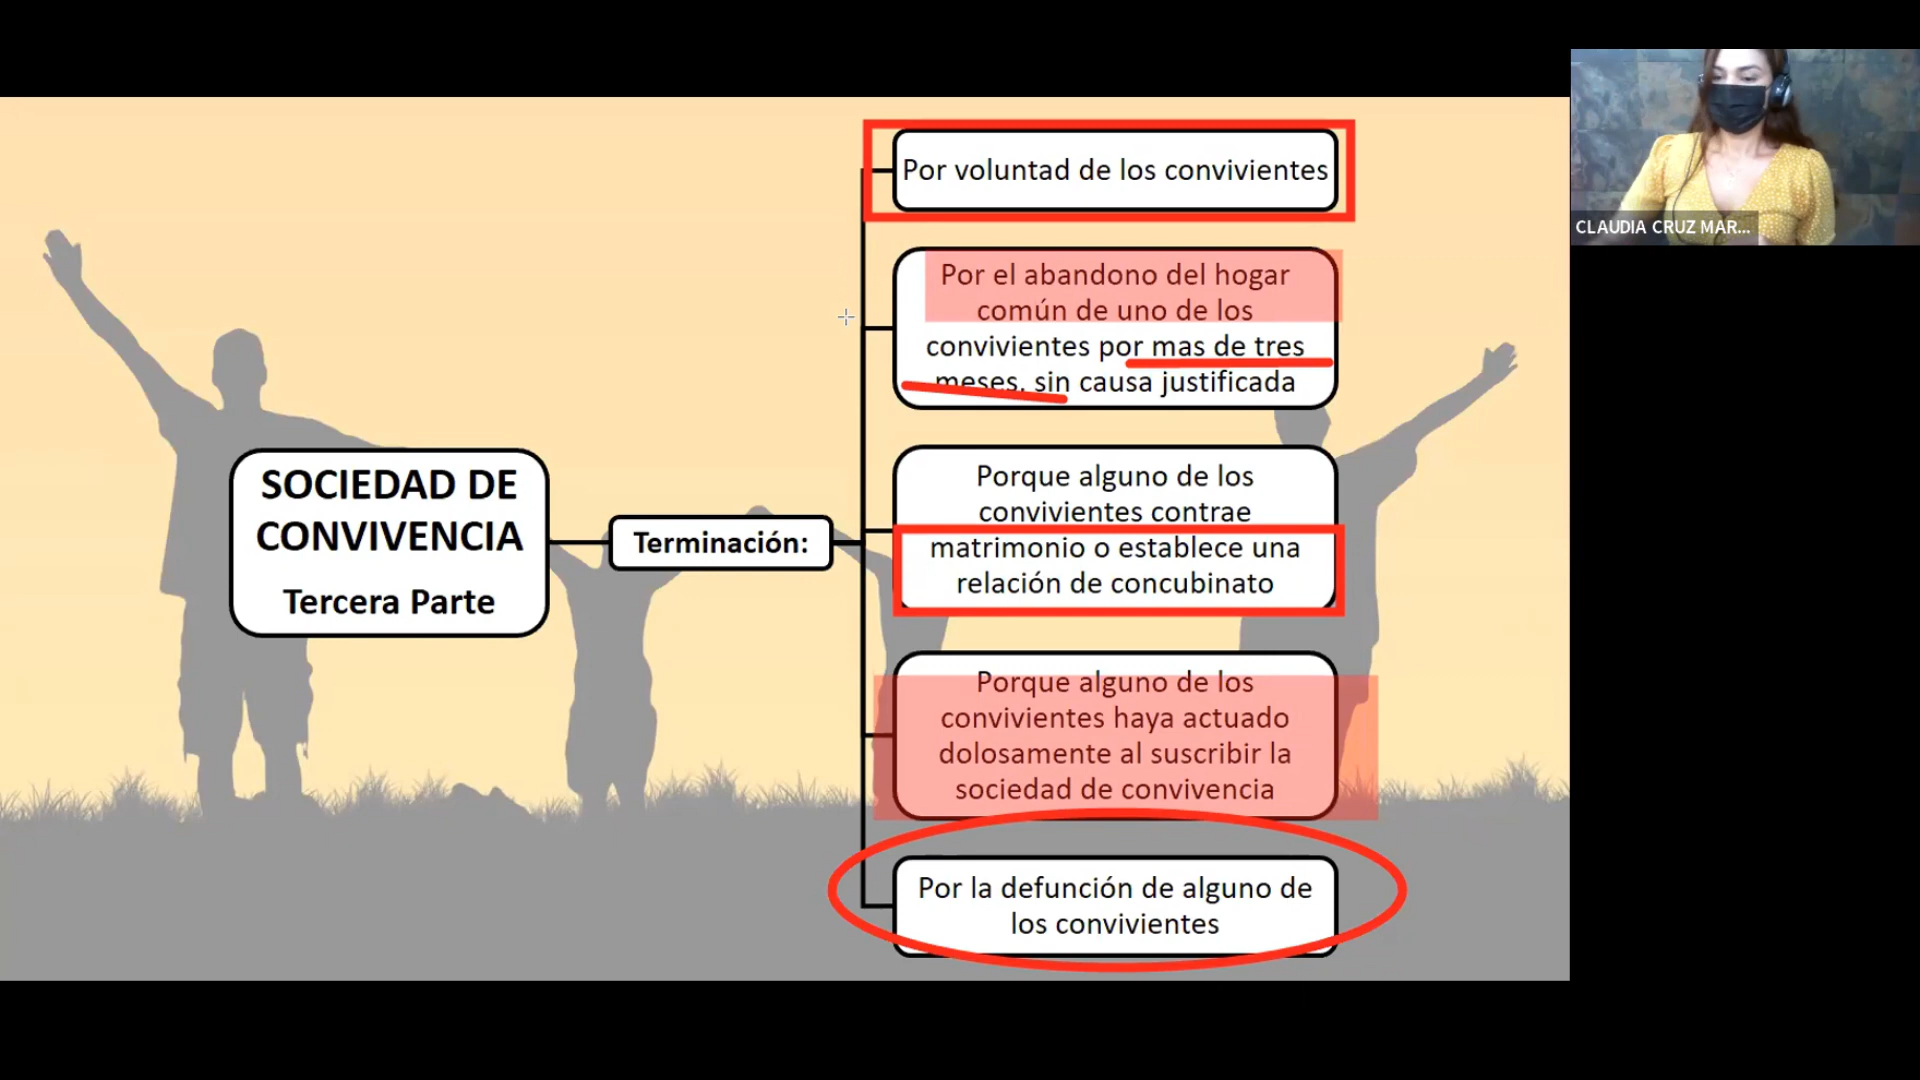 SOCIEDAD DE
CONVIVENCIA
Tercera Parte
Terminación:
Por voluntad de los convivientes
Por el abandono del hogar
común de uno de los
convivientes por mas de tres
meses, sin causa justificada
Porque alguno de los
convivientes contrae
matrimonio o establece una
relación de concubinato
Porque alguno de los
convivientes haya actuado
dolosamente al suscribir la
sociedad de convivencia
Por la defunción de alguno de
los convivientes
CLAUDIA CRUZ MAR...